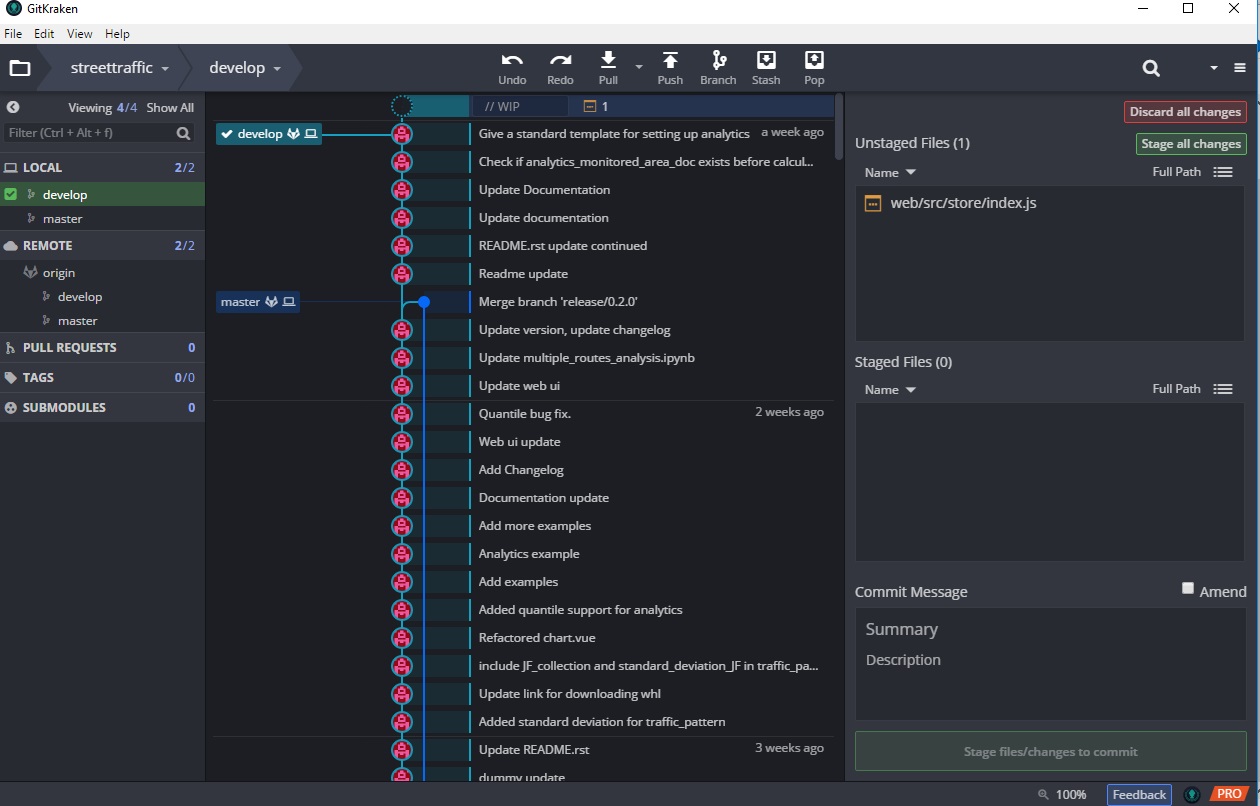 GitKraken
File Edit View Help
streettraffic develop Undo Redo Pull Push Branch Stash Pop
Viewing 4/4 Show All
Filter (Ctrl + Alt + f)
LOCAL 2/2
develop
master
REMOTE 2/2
origin
develop
master
PULL REQUESTS 0
TAGS 0/0
SUBMODULES 0
// WIP 1
develop Give a standard template for setting up analytics a week ago
Check if analytics_monitored_area_doc exists before calcul...
Update Documentation
Update documentation
README.rst update continued
Readme update
master Merge branch 'release/0.2.0'
Update version, update changelog
Update multiple_routes_analysis.ipynb
Update web ui
Quantile bug fix. 2 weeks ago
Web ui update
Add Changelog
Documentation update
Add more examples
Analytics example
Add examples
Added quantile support for analytics
Refactored chart.vue
include JF_collection and standard_deviation_JF in traffic_pa...
Update link for downloading whl
Added standard deviation for traffic_pattern
Update README.rst 3 weeks ago
dummy update
Discard all changes
Unstaged Files (1) Stage all changes
Name Full Path
web/src/store/index.js
Staged Files (0)
Name Full Path
Commit Message Amend
Summary
Description
Stage files/changes to commit
100% Feedback PRO